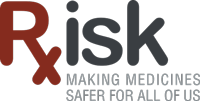 Rxisk
MAKING MEDICINES
SAFER FOR ALL OF US